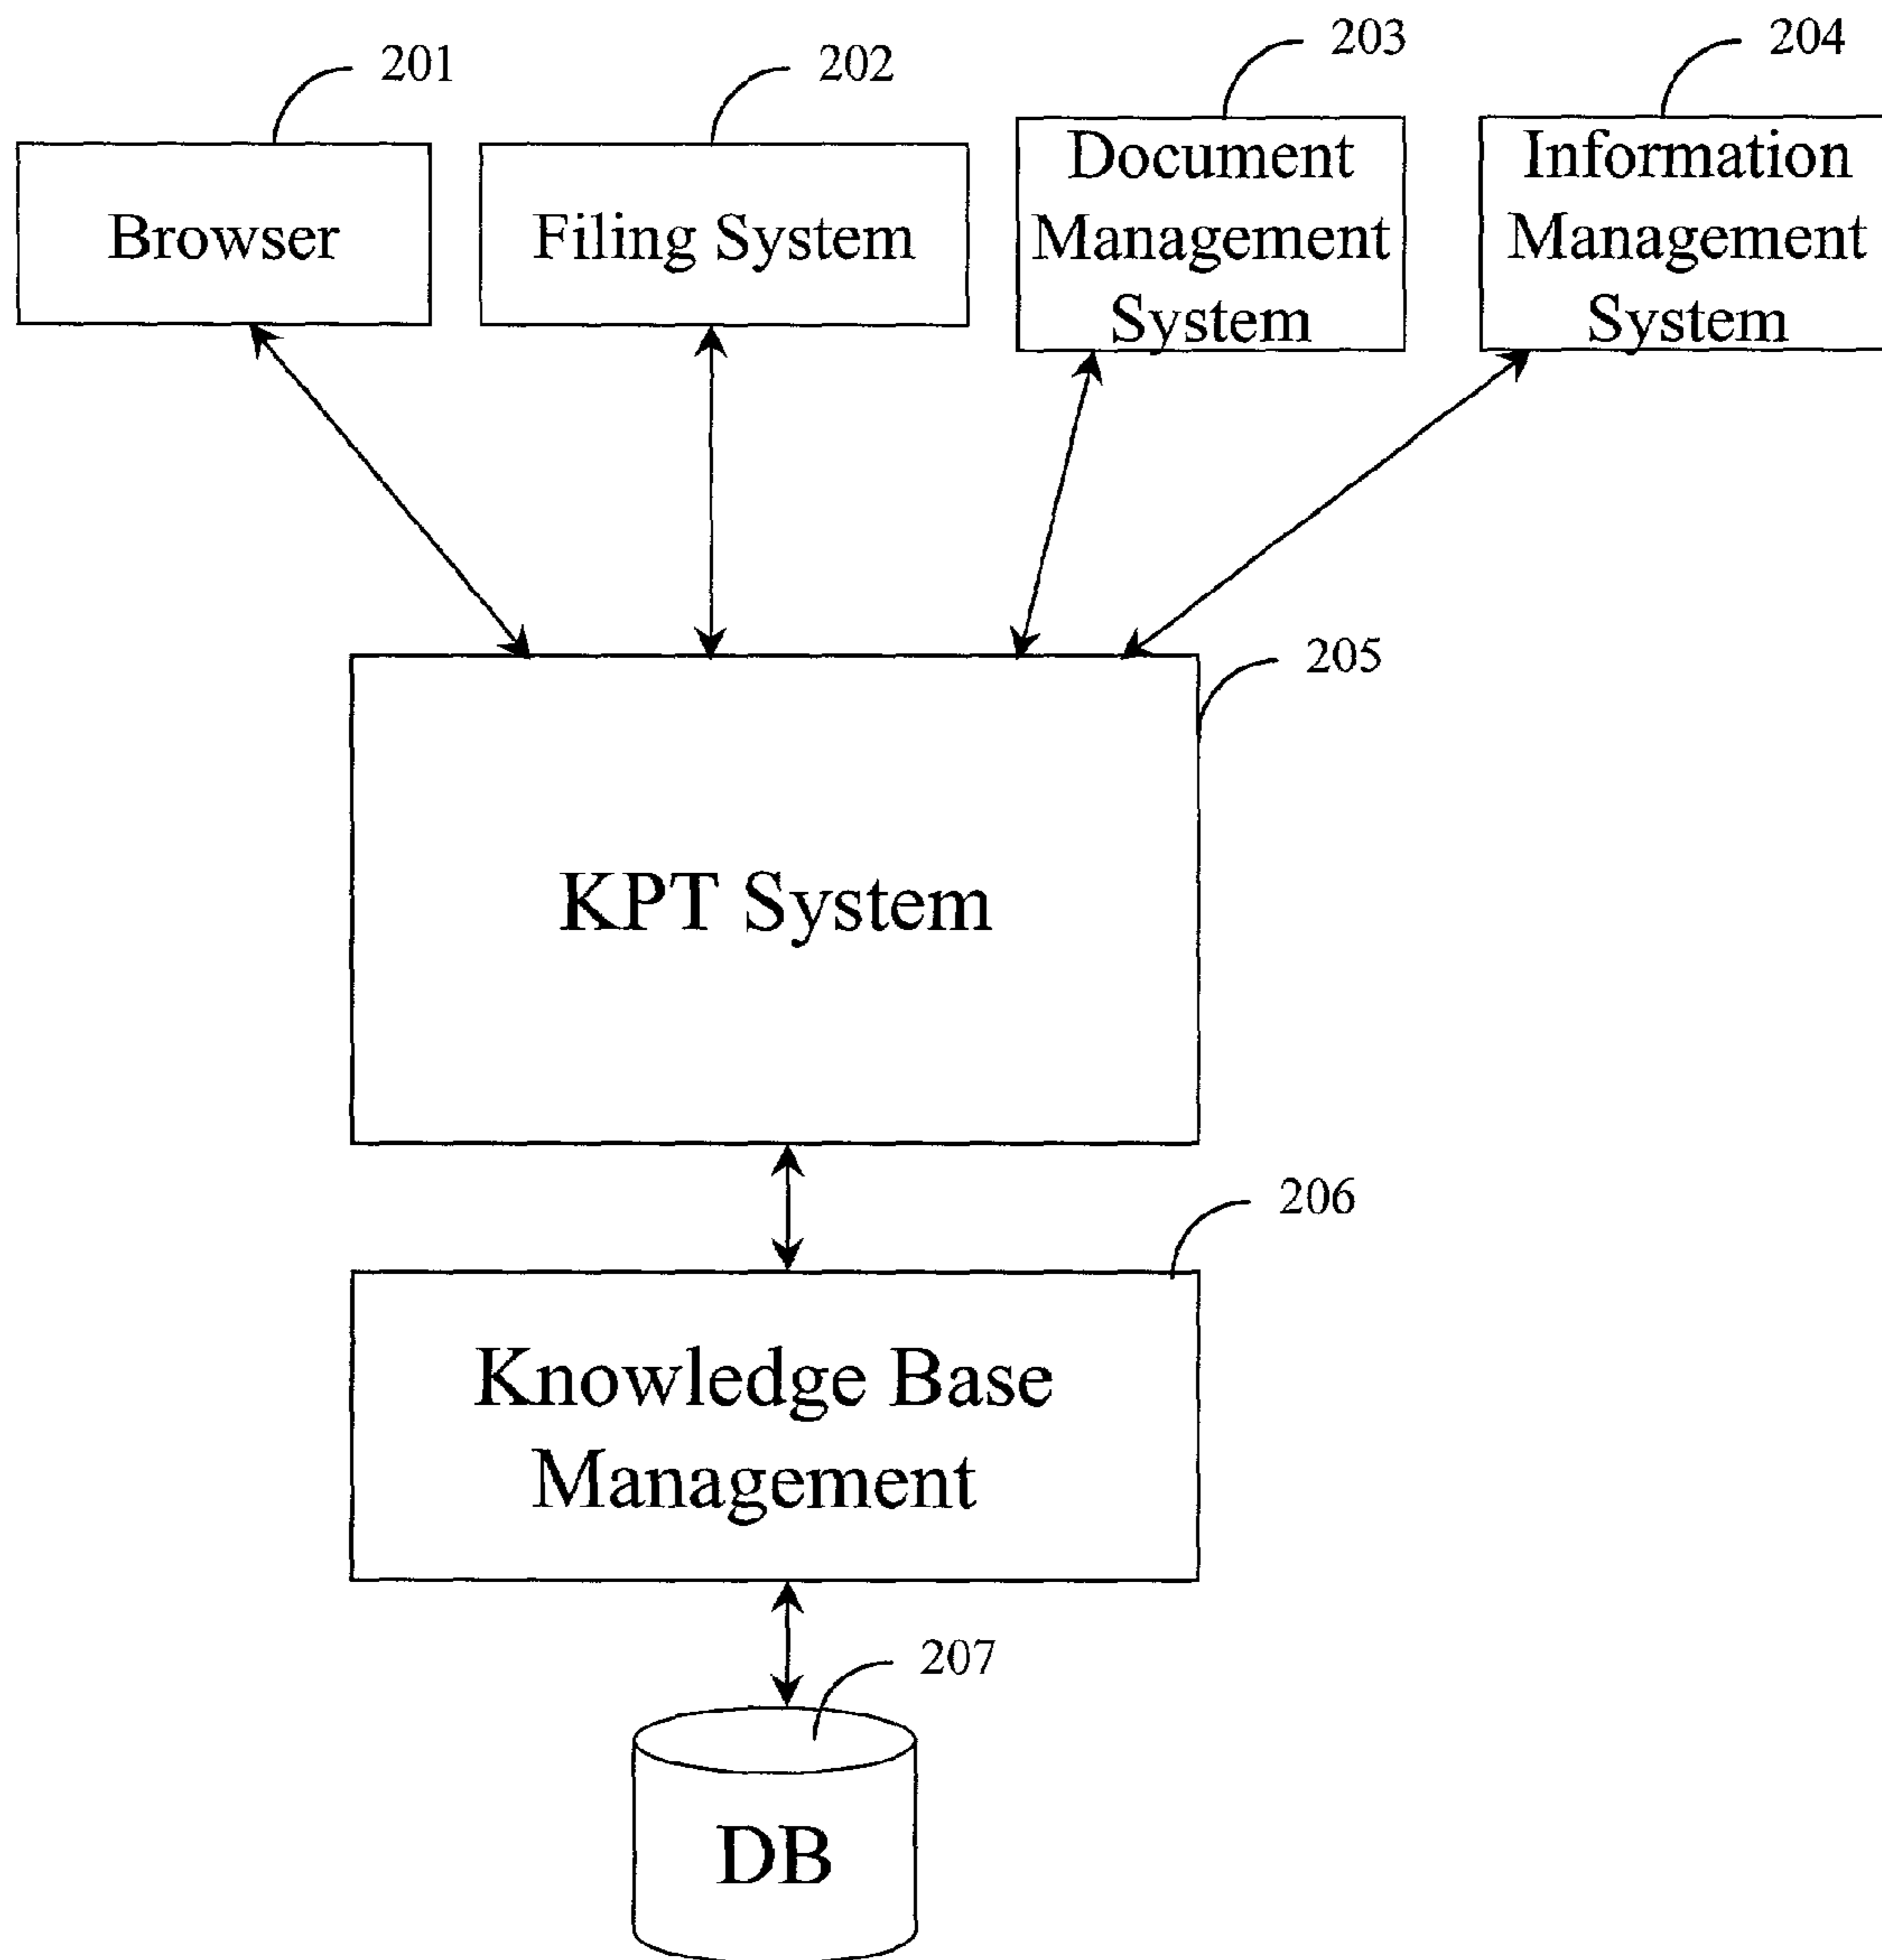 201
202
203
204
Browser
Filing System
Document
Management
System
Information
Management
System
205
KPT System
206
Knowledge Base
Management
207
DB